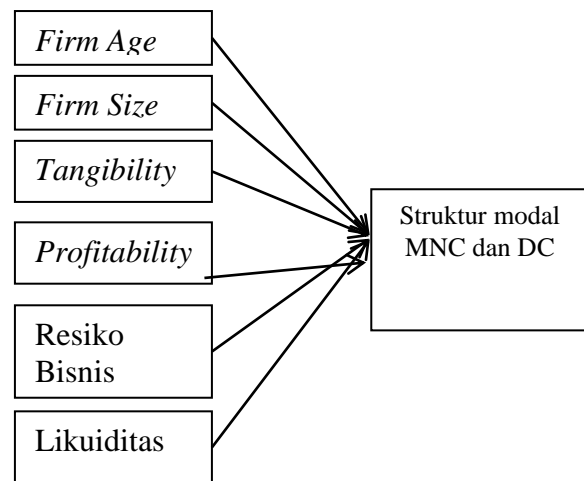 Firm Age
Firm Size
Tangibility
Profitability
Resiko
Bisnis
Likuiditas
Struktur modal
MNC dan DC